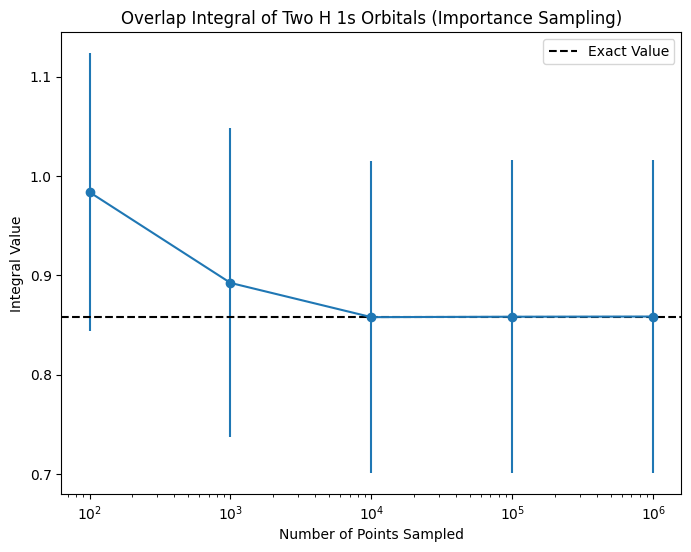 Overlap Integral of Two H 1s Orbitals (Importance Sampling)
Exact Value
Integral Value
1.1
1.0
0.9
0.8
0.7
10²
10³
10⁴
10⁵
10⁶
Number of Points Sampled